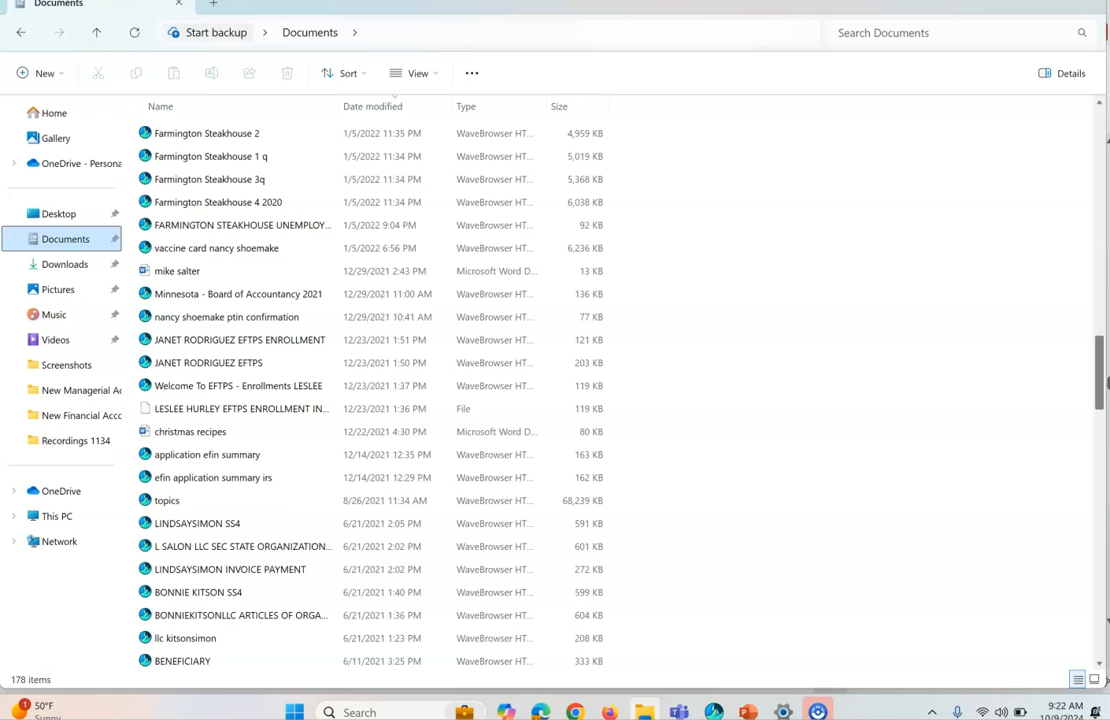 Documents
Start backup > Documents >
Search Documents
New
Sort
View
Details
Name Date modified Type Size
Home
Gallery
OneDrive - Persona
Desktop
Documents
Downloads
Pictures
Music
Videos
Screenshots
New Managerial Ac
New Financial Acco
Recordings 1134
OneDrive
This PC
Network
Farmington Steakhouse 2 1/5/2022 11:35 PM WaveBrowser HT... 4,959 KB
Farmington Steakhouse 1 q 1/5/2022 11:34 PM WaveBrowser HT... 5,019 KB
Farmington Steakhouse 3q 1/5/2022 11:34 PM WaveBrowser HT... 5,368 KB
Farmington Steakhouse 4 2020 1/5/2022 11:34 PM WaveBrowser HT... 6,038 KB
FARMINGTON STEAKHOUSE UNEMPLOY... 1/5/2022 9:04 PM WaveBrowser HT... 92 KB
vaccine card nancy shoemake 1/5/2022 6:56 PM WaveBrowser HT... 6,236 KB
mike salter 12/29/2021 2:43 PM Microsoft Word D... 13 KB
Minnesota - Board of Accountancy 2021 12/29/2021 11:00 AM WaveBrowser HT... 136 KB
nancy shoemake ptin confirmation 12/29/2021 10:41 AM WaveBrowser HT... 77 KB
JANET RODRIGUEZ EFTPS ENROLLMENT 12/23/2021 1:51 PM WaveBrowser HT... 121 KB
JANET RODRIGUEZ EFTPS 12/23/2021 1:50 PM WaveBrowser HT... 203 KB
Welcome To EFTPS - Enrollments LESLEE 12/23/2021 1:37 PM WaveBrowser HT... 119 KB
LESLEE HURLEY EFTPS ENROLLMENT IN... 12/23/2021 1:36 PM File 119 KB
christmas recipes 12/22/2021 4:30 PM Microsoft Word D... 80 KB
application efin summary 12/14/2021 12:35 PM WaveBrowser HT... 163 KB
efin application summary irs 12/14/2021 12:29 PM WaveBrowser HT... 162 KB
topics 8/26/2021 11:34 AM WaveBrowser HT... 68,239 KB
LINDSAYSIMON SS4 6/21/2021 2:05 PM WaveBrowser HT... 591 KB
L SALON LLC SEC STATE ORGANIZATION... 6/21/2021 2:02 PM WaveBrowser HT... 601 KB
LINDSAYSIMON INVOICE PAYMENT 6/21/2021 2:02 PM WaveBrowser HT... 272 KB
BONNIE KITSON SS4 6/21/2021 1:40 PM WaveBrowser HT... 599 KB
BONNIEKITSONLLC ARTICLES OF ORGA... 6/21/2021 1:36 PM WaveBrowser HT... 604 KB
llc kitsonsimon 6/21/2021 1:23 PM WaveBrowser HT... 208 KB
BENEFICIARY 6/11/2021 3:25 PM WaveBrowser HT... 333 KB
178 items
1
50°F
Sunny
Search
9:22 AM
10/9/2024